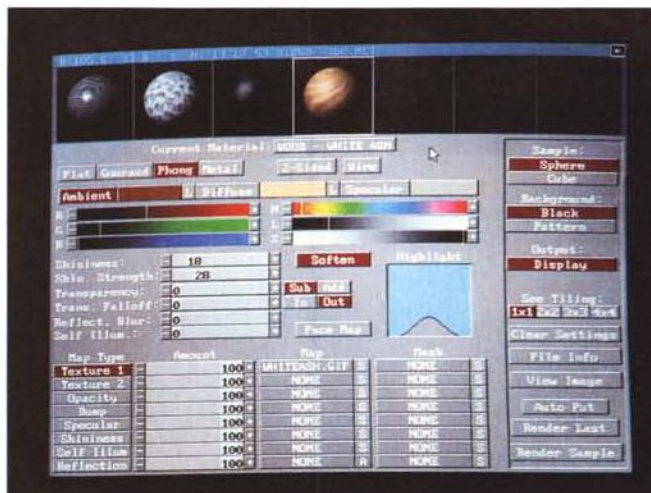 Current Material: WOOD - WHITE ASH
Flat Gouraud Phong Metal 2-Sided Wire
Ambient L Diffuse L Specular
R H
G L
B S
Shininess: 18 Soften Highlight
Shin. Strength: 28
Transparency: 0 Sub Add
Trans. Falloff: 0 In Out
Reflect. Blur: 0
Self Illum.: 0 Face Map
Map Type Amount Map Mask
Texture 1 100 WHITEASH.GIF S NONE S
Texture 2 100 NONE S NONE S
Opacity 100 NONE S NONE S
Bump 100 NONE S NONE S
Specular 100 NONE S NONE S
Shininess 100 NONE S NONE S
Self Illum 100 NONE S NONE S
Reflection 100 NONE A NONE S
Sample:
Sphere
Cube
Background:
Black
Pattern
Output:
Display
See Tiling:
1x1 2x2 3x3 4x4
Clear Settings
File Info
View Image
Auto Put
Render Last
Render Sample